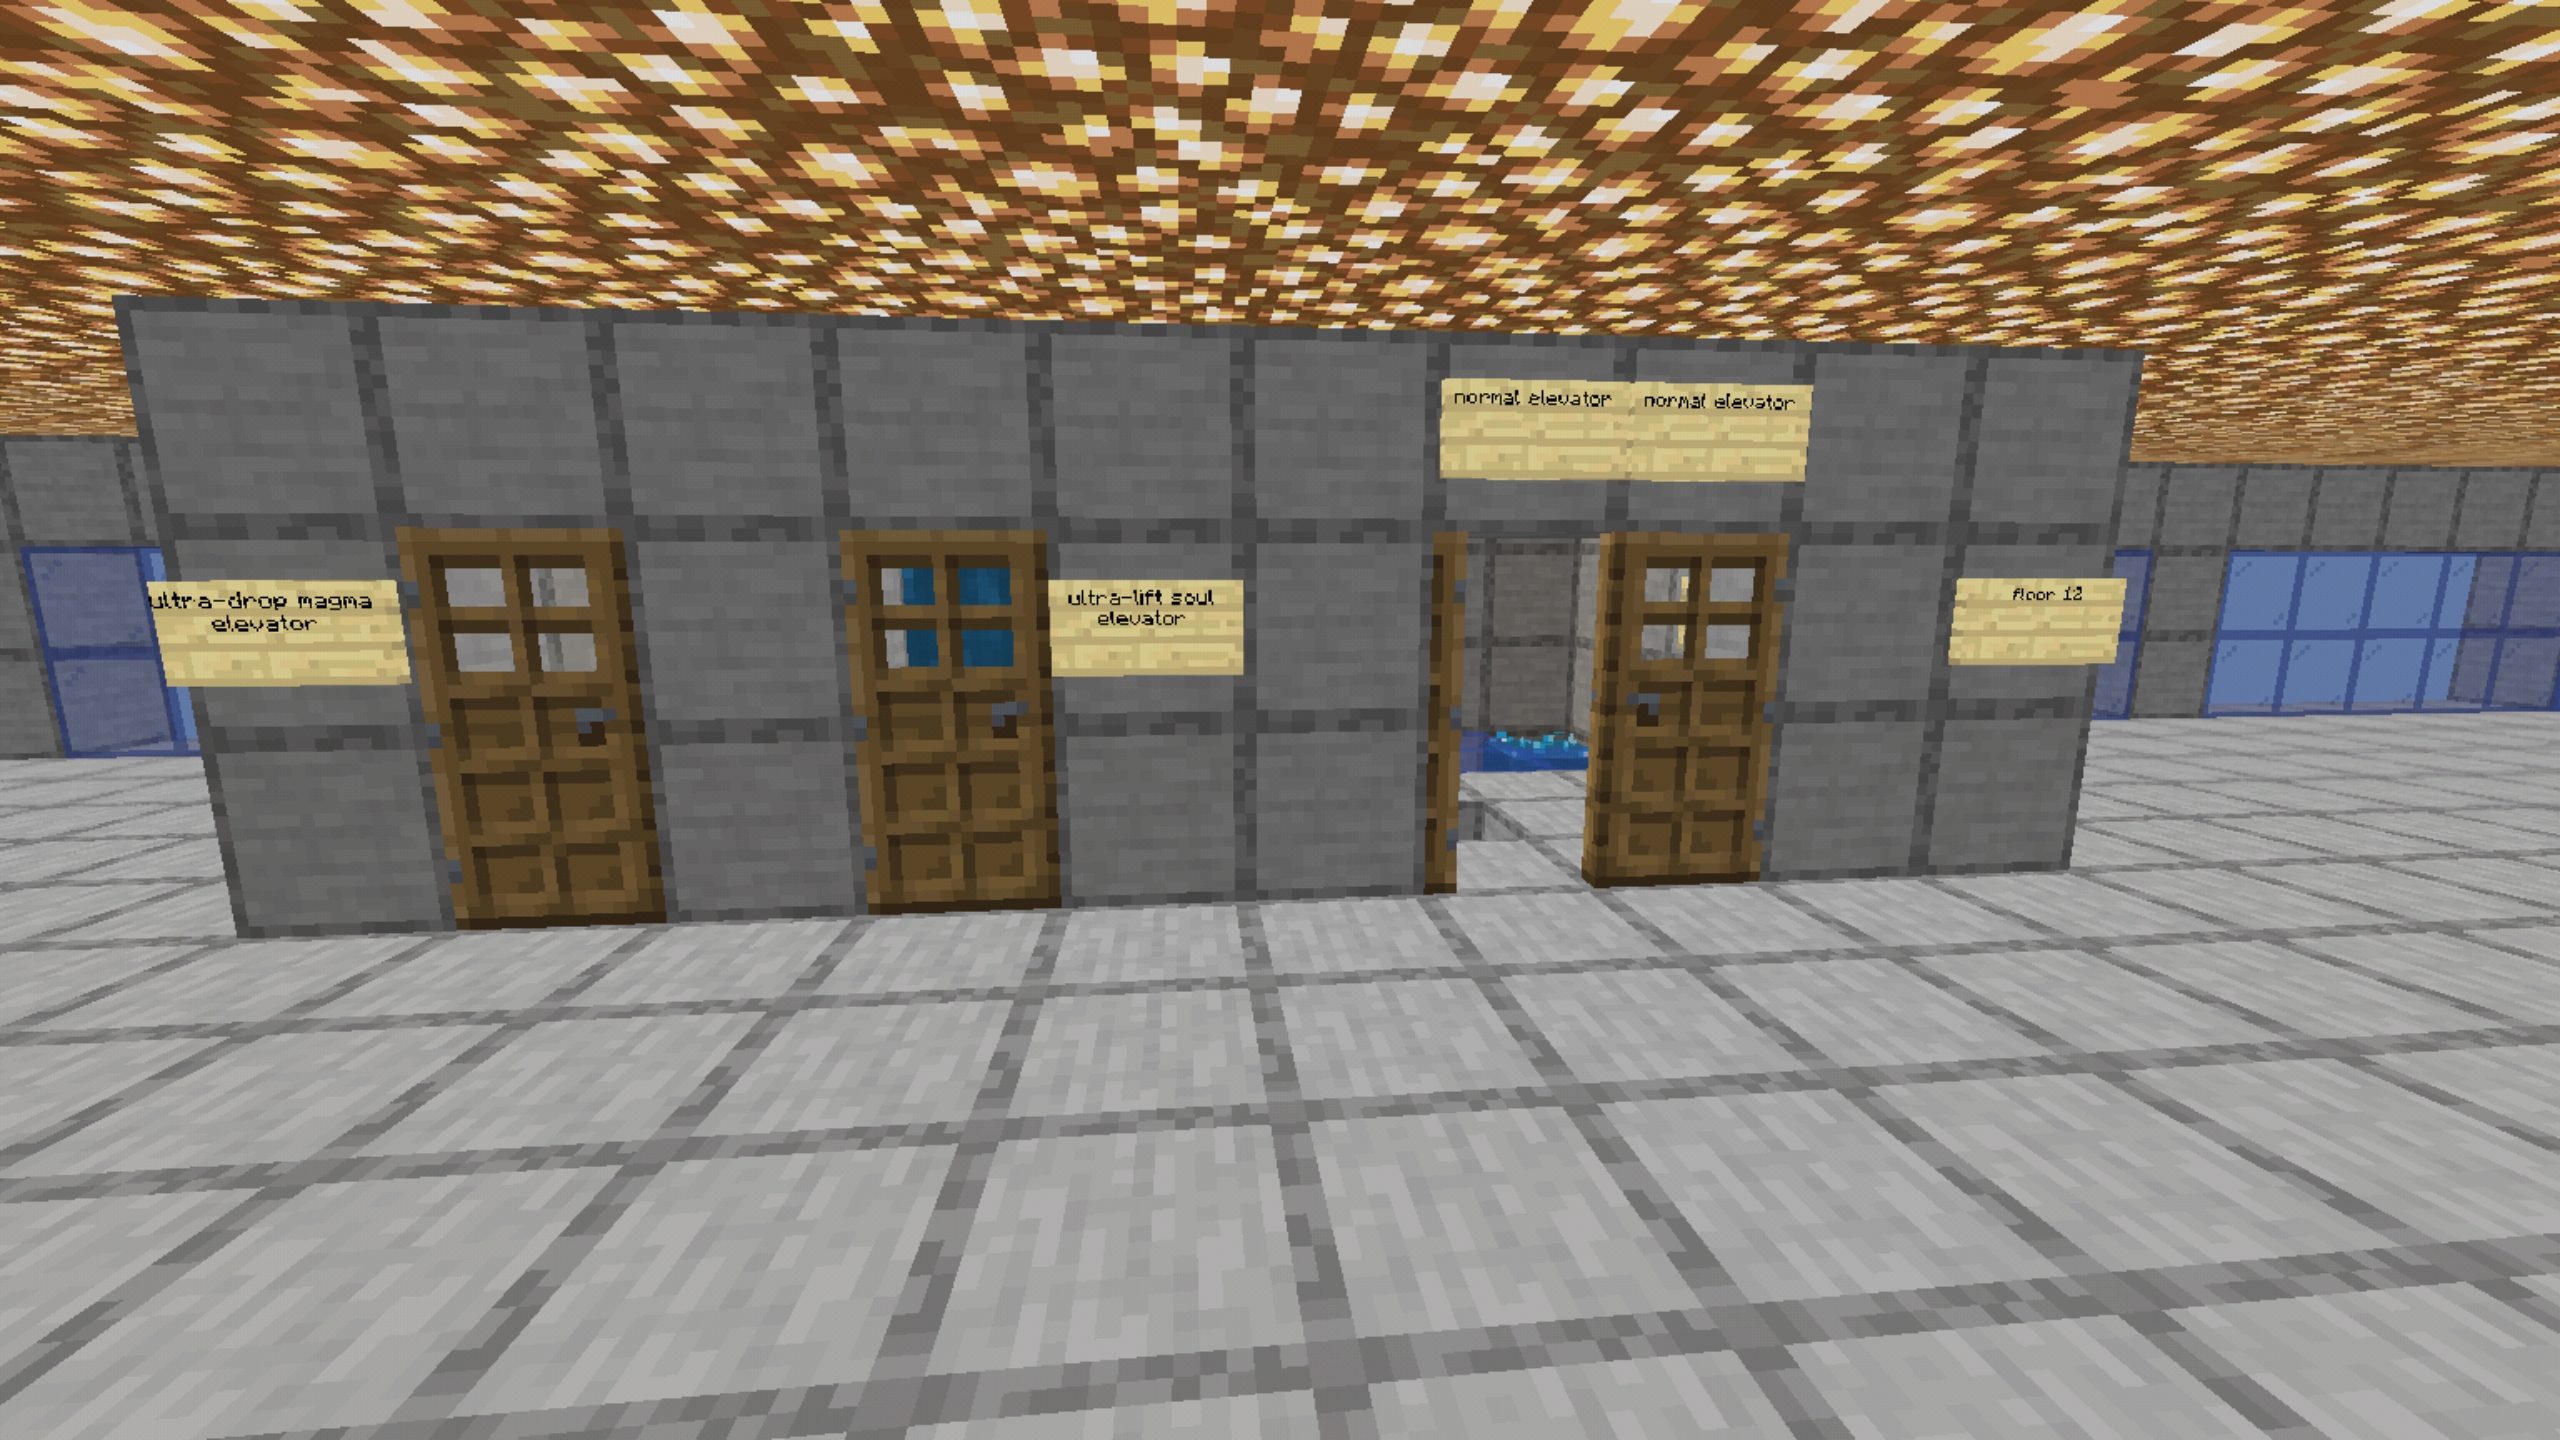 normal elevator
normal elevator
ultra-drop magma
elevator
ultra-lift soul
elevator
floor 12